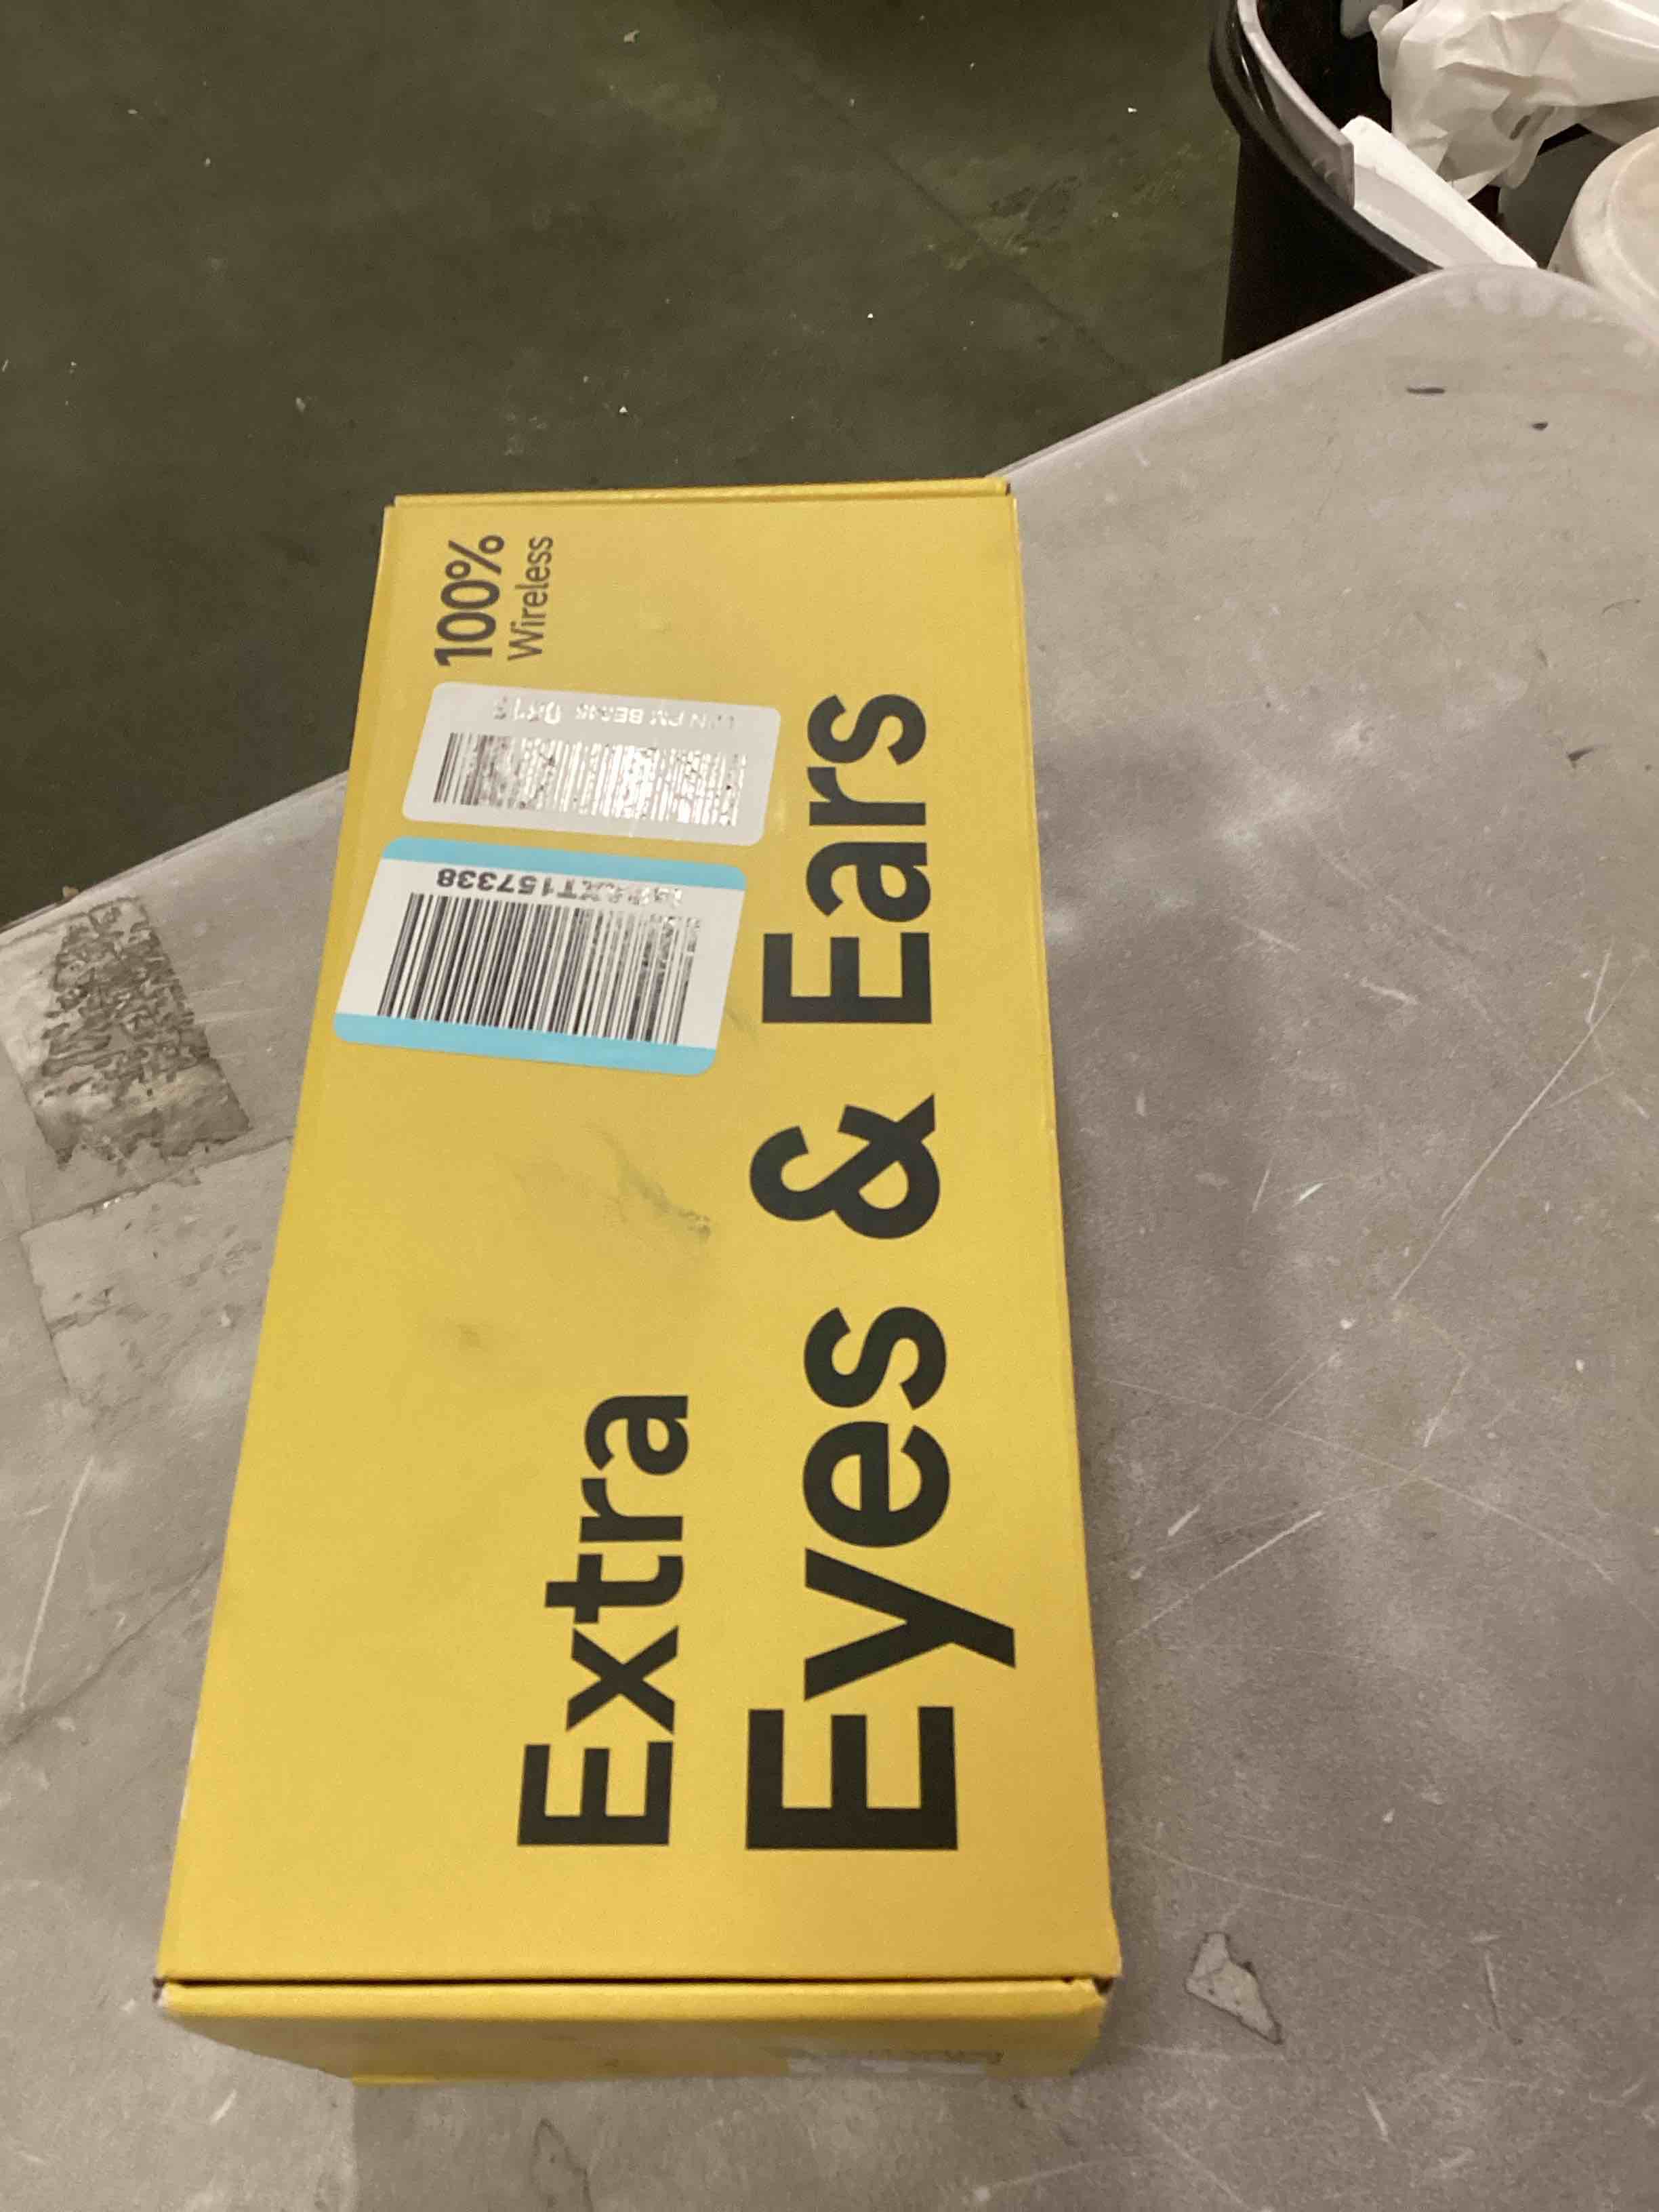 100%
Wireless
Extra
Eyes & Ears